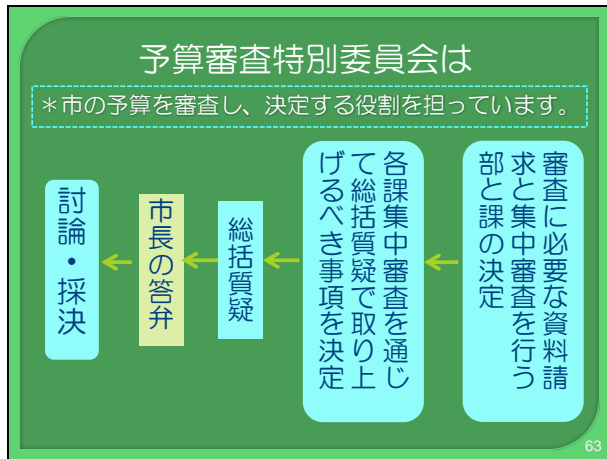 予算審査特別委員会は
＊市の予算を審査し、決定する役割を担っています。
審査に必要な資料請
求と集中審査を行う
部と課の決定
各課集中審査を通じ
て総括質疑で取り上
げるべき事項を決定
総括質疑
市長の答弁
討論・採決
63